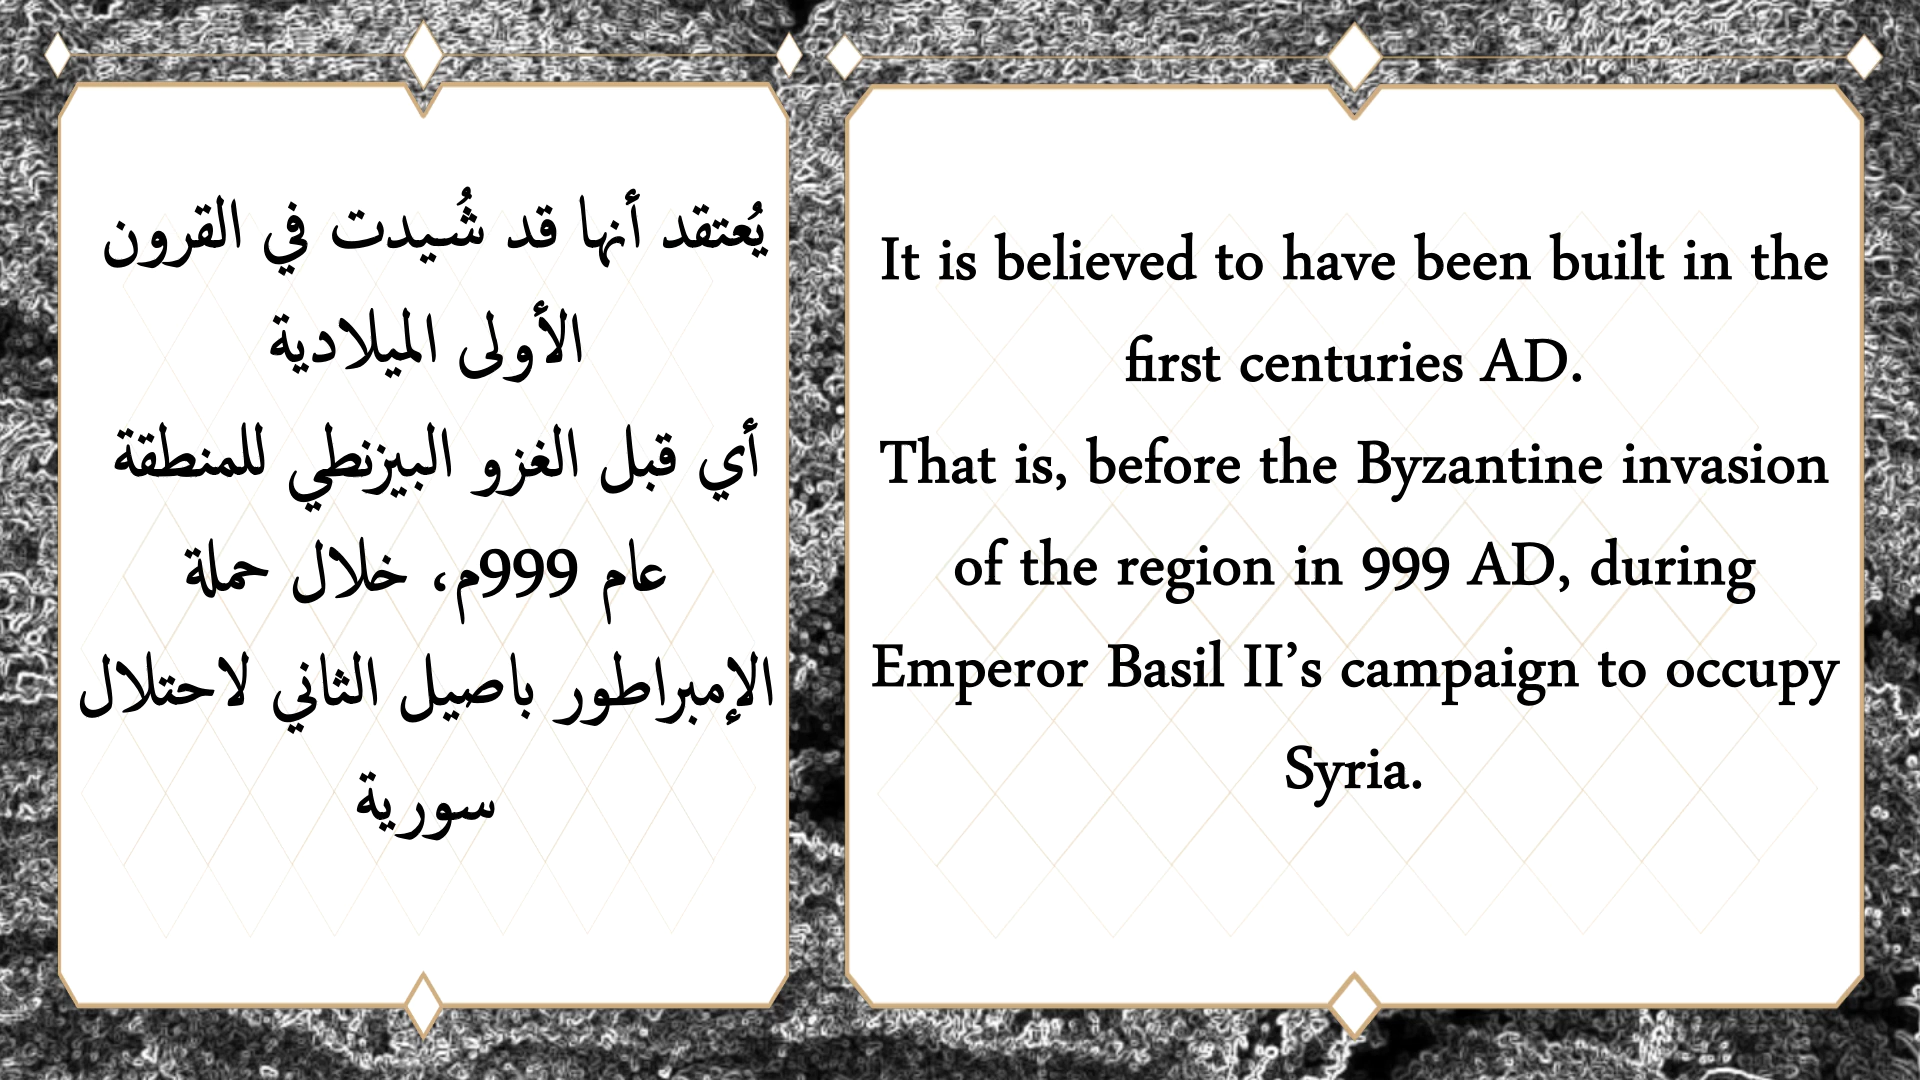 يُعتقد أنها قد شُيدت في القرون
الأولى الميلادية
أي قبل الغزو البيزنطي للمنطقة
عام 999م، خلال حملة
الإمبراطور باصيل الثاني لاحتلال
سورية
It is believed to have been built in the
first centuries AD.
That is, before the Byzantine invasion
of the region in 999 AD, during
Emperor Basil II’s campaign to occupy
Syria.